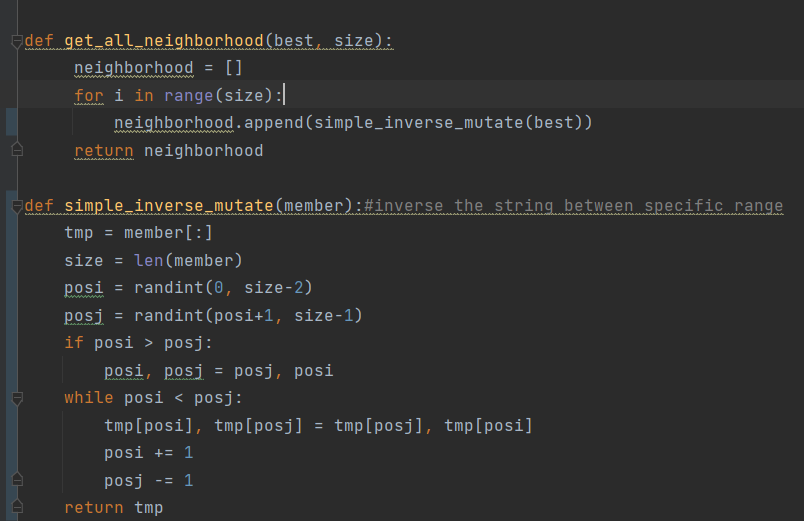 def get_all_neighborhood(best, size):
    neighborhood = []
    for i in range(size):
        neighborhood.append(simple_inverse_mutate(best))
    return neighborhood
def simple_inverse_mutate(member):#inverse the string between specific range
    tmp = member[:]
    size = len(member)
    posi = randint(0, size-2)
    posj = randint(posi+1, size-1)
    if posi > posj:
        posi, posj = posj, posi
    while posi < posj:
        tmp[posi], tmp[posj] = tmp[posj], tmp[posi]
        posi += 1
        posj -= 1
    return tmp